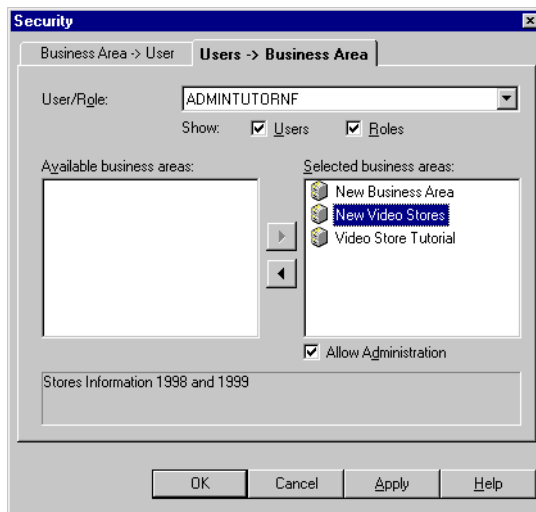 Security
Business Area -> User
Users -> Business Area
User/Role:
ADMINTUTORNF
Show:
Users
Roles
Available business areas:
Selected business areas:
New Business Area
New Video Stores
Video Store Tutorial
Allow Administration
Stores Information 1998 and 1999
OK
Cancel
Apply
Help